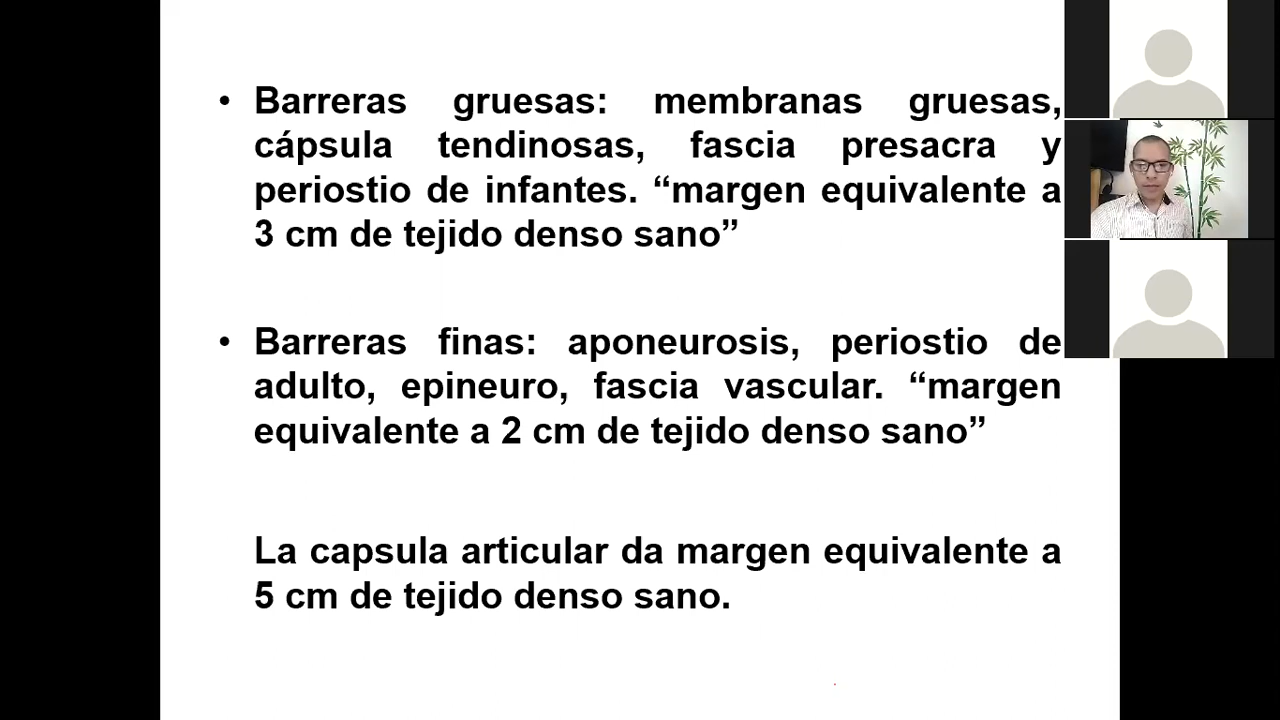 • Barreras gruesas: membranas gruesas,
cápsula tendinosas, fascia presacra y
periostio de infantes. “margen equivalente a
3 cm de tejido denso sano”
• Barreras finas: aponeurosis, periostio de
adulto, epineuro, fascia vascular. “margen
equivalente a 2 cm de tejido denso sano”
La capsula articular da margen equivalente a
5 cm de tejido denso sano.